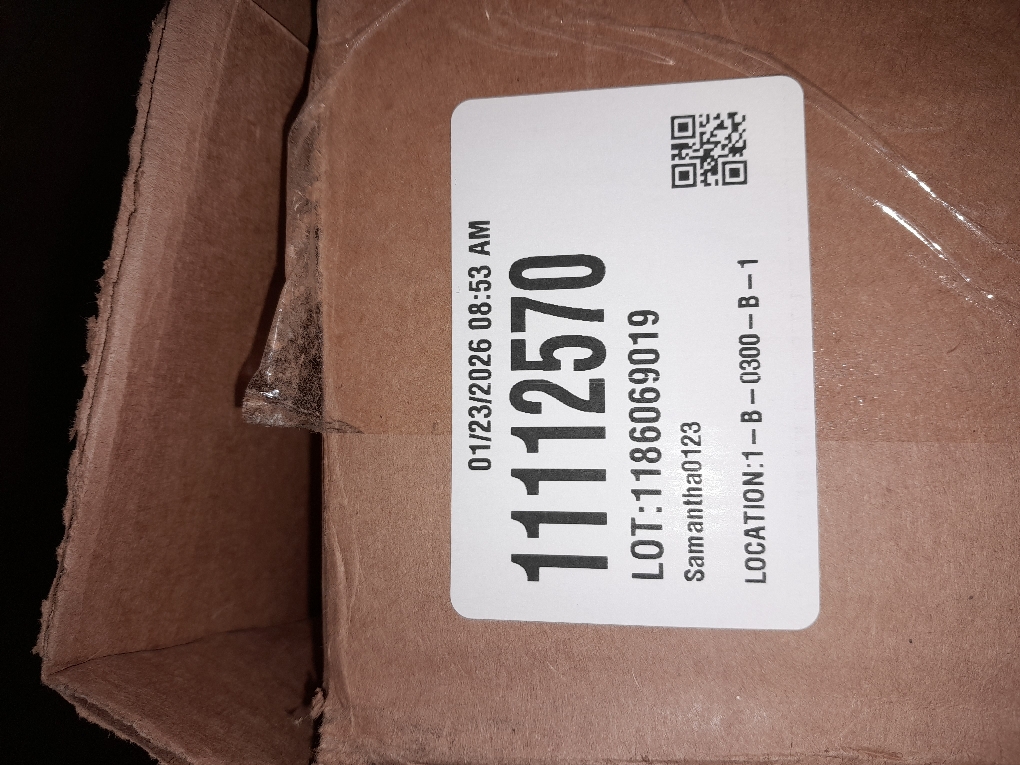 01/23/2026 08:53 AM
11112570
LOT:1186069019
Samantha0123
LOCATION:1-B-0300-B-1